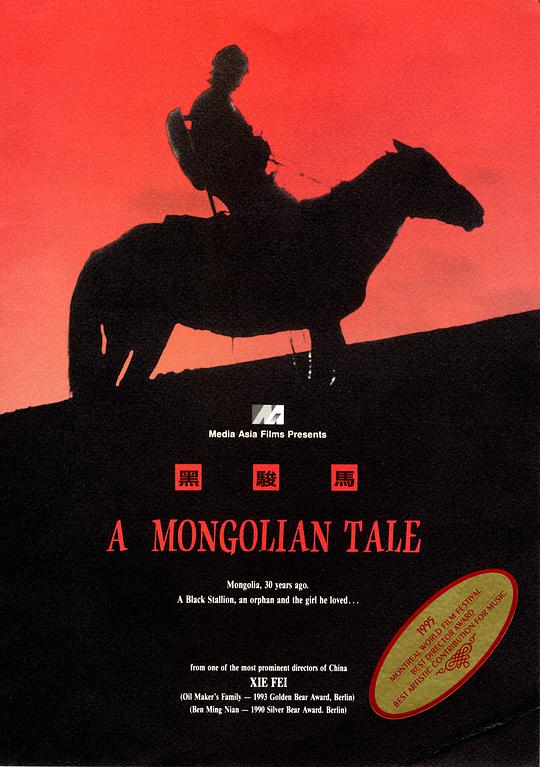 Media Asia Films Presents
黑 駿 馬
A MONGOLIAN TALE
Mongolia, 30 years ago.
A Black Stallion, an orphan and the girl he loved...
1995
MONTREAL WORLD FILM FESTIVAL
BEST DIRECTOR AWARD
BEST ARTISTIC CONTRIBUTION FOR MUSIC
from one of the most prominent directors of China
XIE FEI
(Oil Maker's Family — 1993 Golden Bear Award, Berlin)
(Ben Ming Nian — 1990 Silver Bear Award. Berlin)